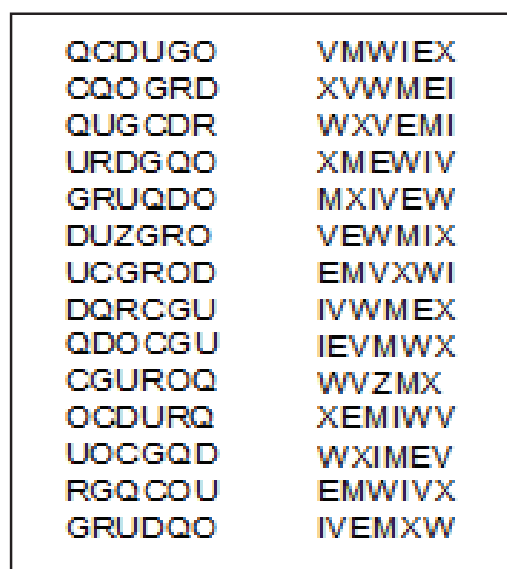 QCDUGO VMWIEX
CQOGRD XVWMEI
QUGCDR WXVEMI
URDGQO XMEWIV
GRUQDO MXIVEW
DUZGRO VEWMIX
UCGROD EMVXWI
DQRCGU IVWMEX
QDOCGU IEVMWX
CGUROQ WVZMX
OCDURQ XEMIWV
UOCGQD WXIMEV
RGQCOU EMWIVX
GRUDQO IVEMXW